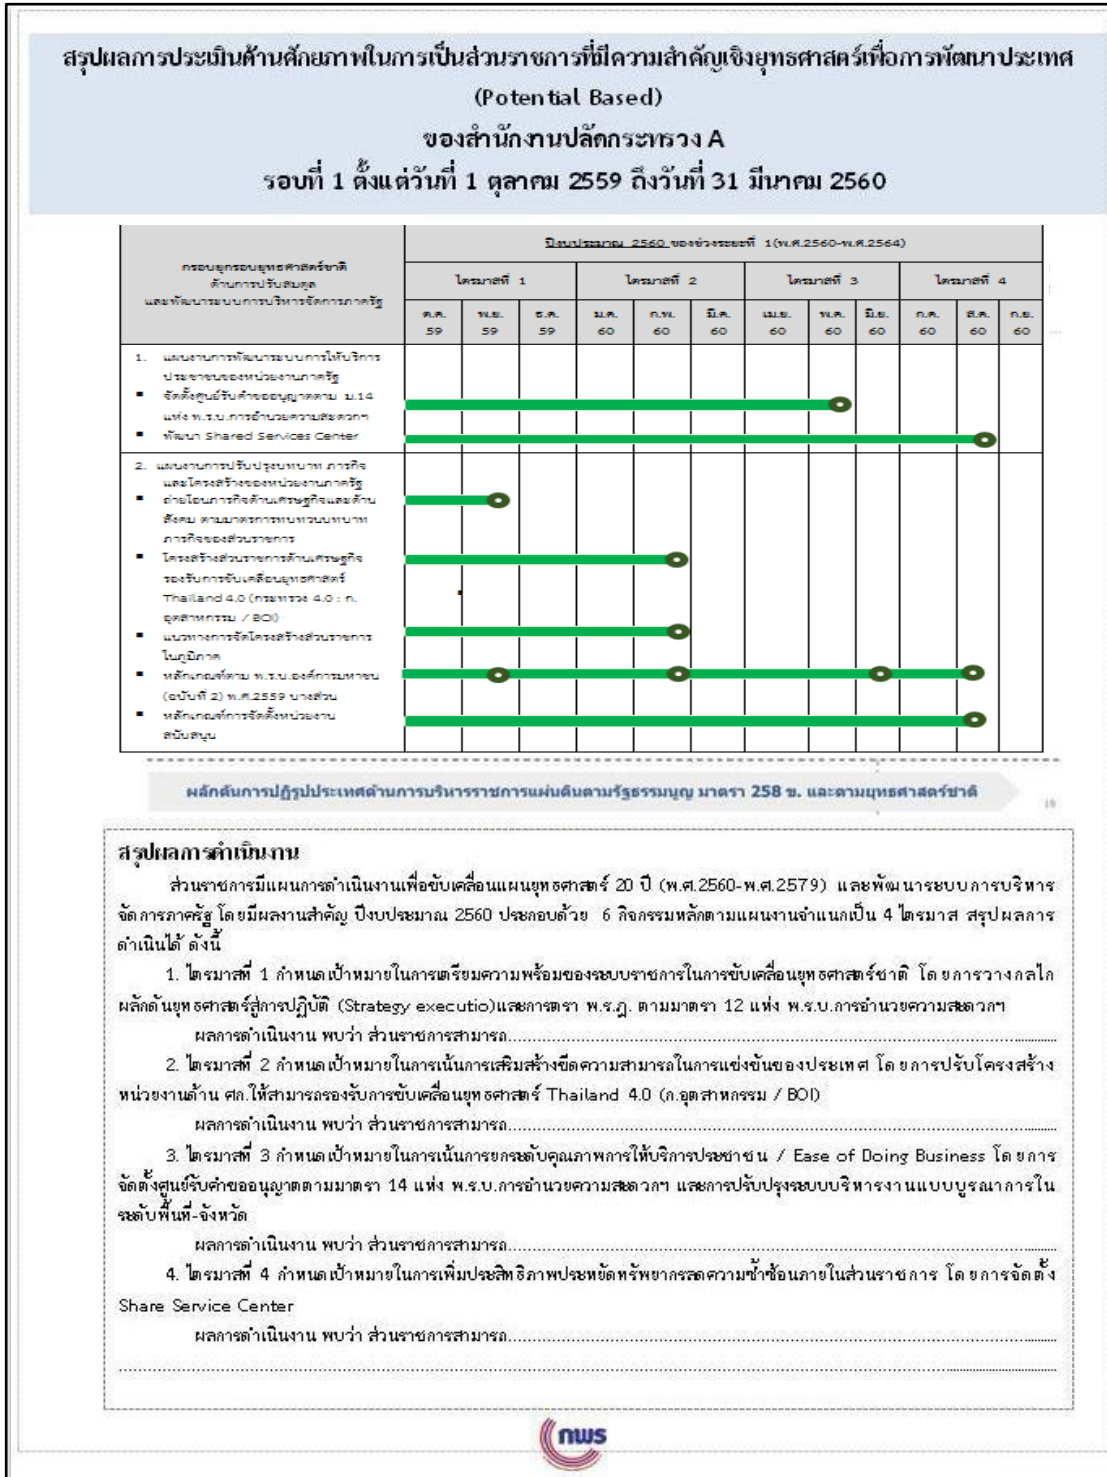 สรุปผลการประเมินด้านศักยภาพในการเป็นส่วนราชการที่มีความสำคัญเชิงยุทธศาสตร์เพื่อการพัฒนาประเทศ
(Potential Based)
ของสำนักงานปลัดกระทรวง A
รอบที่ 1 ตั้งแต่วันที่ 1 ตุลาคม 2559 ถึงวันที่ 31 มีนาคม 2560
กรอบยุกรอบยุทธศาสตร์ชาติ
ด้านการปรับสมดุล
และพัฒนาระบบการบริหารจัดการภาครัฐ
ปีงบประมาณ 2560 ของช่วงระยะที่ 1(พ.ศ.2560-พ.ศ.2564)
ไตรมาสที่ 1 ไตรมาสที่ 2 ไตรมาสที่ 3 ไตรมาสที่ 4
ต.ค. 59 พ.ย. 59 ธ.ค. 59 ม.ค. 60 ก.พ. 60 มี.ค. 60 เม.ย. 60 พ.ค. 60 มิ.ย. 60 ก.ค. 60 ส.ค. 60 ก.ย. 60
1. แผนงานการพัฒนาระบบการให้บริการ
ประชาชนของหน่วยงานภาครัฐ
▪ จัดตั้งศูนย์รับคำขออนุญาตตาม ม.14
แห่ง พ.ร.บ.การอำนวยความสะดวกฯ
▪ พัฒนา Shared Services Center
2. แผนงานการปรับปรุงบทบาท ภารกิจ
และโครงสร้างของหน่วยงานภาครัฐ
▪ ถ่ายโอนภารกิจด้านเศรษฐกิจและด้าน
สังคม ตามมาตรการทบทวนบทบาท
ภารกิจของส่วนราชการ
▪ โครงสร้างส่วนราชการด้านเศรษฐกิจ
รองรับการขับเคลื่อนยุทธศาสตร์
Thailand 4.0 (กระทรวง 4.0 : ก.
อุตสาหกรรม / BOI)
▪ แนวทางการจัดโครงสร้างส่วนราชการ
ในภูมิภาค
▪ หลักเกณฑ์ตาม พ.ร.บ.องค์การมหาชน
(ฉบับที่ 2) พ.ศ.2559 บางส่วน
▪ หลักเกณฑ์การจัดตั้งหน่วยงาน
สนับสนุน
ผลักดันการปฏิรูปประเทศด้านการบริหารราชการแผ่นดินตามรัฐธรรมนูญ มาตรา 258 ข. และตามยุทธศาสตร์ชาติ
19
สรุปผลการดำเนินงาน
ส่วนราชการมีแผนการดำเนินงานเพื่อขับเคลื่อนแผนยุทธศาสตร์ 20 ปี (พ.ศ.2560-พ.ศ.2579) และพัฒนาระบบการบริหาร
จัดการภาครัฐ โดยมีผลงานสำคัญ ปีงบประมาณ 2560 ประกอบด้วย 6 กิจกรรมหลักตามแผนงานจำแนกเป็น 4 ไตรมาส สรุปผลการ
ดำเนินได้ ดังนี้
1. ไตรมาสที่ 1 กำหนดเป้าหมายในการเตรียมความพร้อมของระบบราชการในการขับเคลื่อนยุทธศาสตร์ชาติ โดยการวางกลไก
ผลักดันยุทธศาสตร์สู่การปฏิบัติ (Strategy executio)และการตรา พ.ร.ฎ. ตามมาตรา 12 แห่ง พ.ร.บ.การอำนวยความสะดวกฯ
ผลการดำเนินงาน พบว่า ส่วนราชการสามารถ..........................................................................................
2. ไตรมาสที่ 2 กำหนดเป้าหมายในการเน้นการเสริมสร้างขีดความสามารถในการแข่งขันของประเทศ โดยการปรับโครงสร้าง
หน่วยงานด้าน ศก.ให้สามารถรองรับการขับเคลื่อนยุทธศาสตร์ Thailand 4.0 (ก.อุตสาหกรรม / BOI)
ผลการดำเนินงาน พบว่า ส่วนราชการสามารถ..........................................................................................
3. ไตรมาสที่ 3 กำหนดเป้าหมายในการเน้นการยกระดับคุณภาพการให้บริการประชาชน / Ease of Doing Business โดยการ
จัดตั้งศูนย์รับคำขออนุญาตตามมาตรา 14 แห่ง พ.ร.บ.การอำนวยความสะดวกฯ และการปรับปรุงระบบบริหารงานแบบบูรณาการใน
ระดับพื้นที่-จังหวัด
ผลการดำเนินงาน พบว่า ส่วนราชการสามารถ..........................................................................................
4. ไตรมาสที่ 4 กำหนดเป้าหมายในการเพิ่มประสิทธิภาพประหยัดทรัพยากรลดความซ้ำซ้อนภายในส่วนราชการ โดยการจัดตั้ง
Share Service Center
ผลการดำเนินงาน พบว่า ส่วนราชการสามารถ..........................................................................................
..........................................................................................
กพร